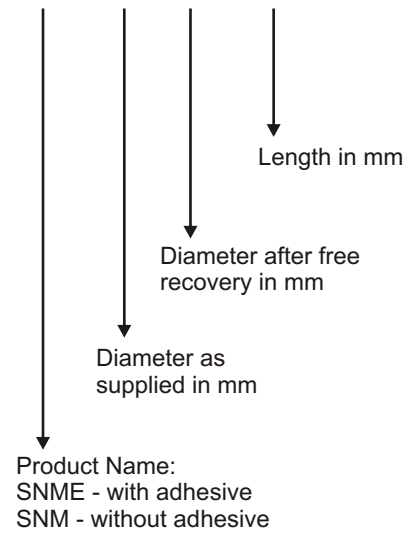 Length in mm
Diameter after free
recovery in mm
Diameter as
supplied in mm
Product Name:
SNME - with adhesive
SNM - without adhesive